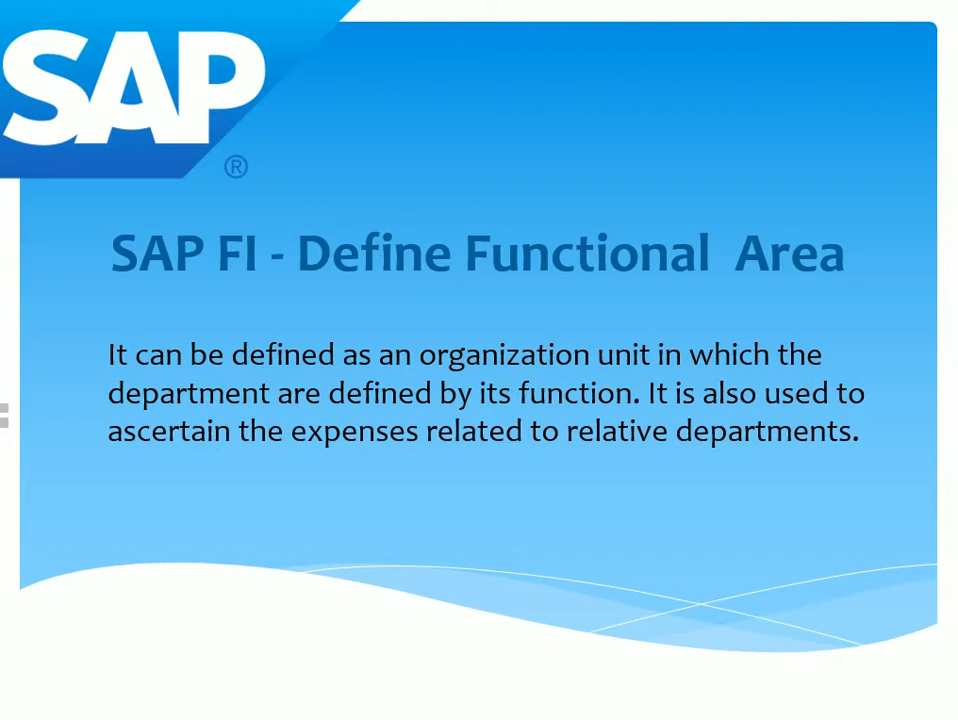 SAP
®
SAP FI - Define Functional Area
It can be defined as an organization unit in which the
department are defined by its function. It is also used to
ascertain the expenses related to relative departments.